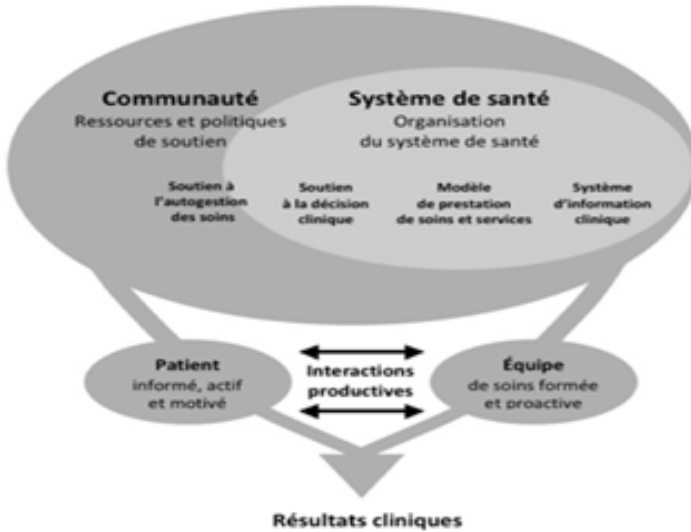 Communauté
Ressources et politiques
de soutien
Système de santé
Organisation
du système de santé
Soutien à
l'autogestion
des soins
Soutien
à la décision
clinique
Modèle
de prestation
de soins et services
Système
d'information
clinique
Patient
informé, actif
et motivé
Interactions
productives
Équipe
de soins formée
et proactive
Résultats cliniques